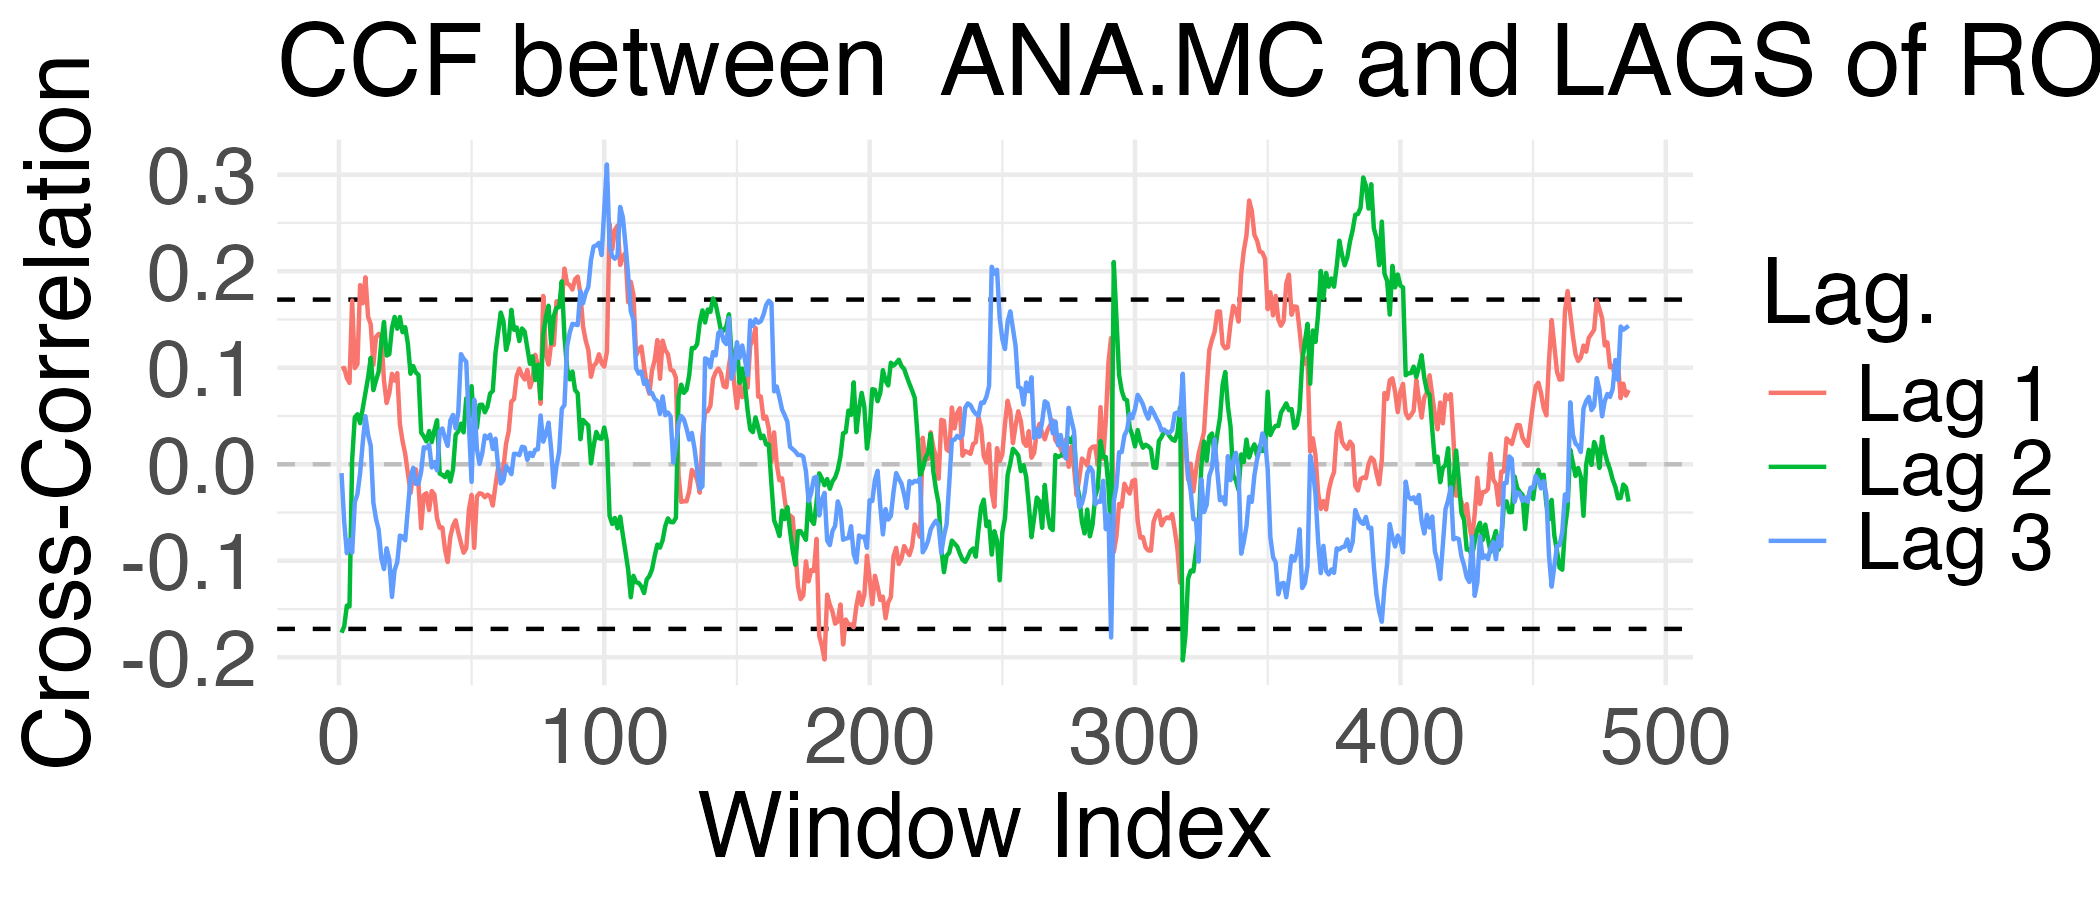 CCF between  ANA.MC and LAGS of RO
Cross-Correlation
0.3
0.2
0.1
0.0
-0.1
-0.2
0 100 200 300 400 500
Window Index
Lag.
Lag 1
Lag 2
Lag 3